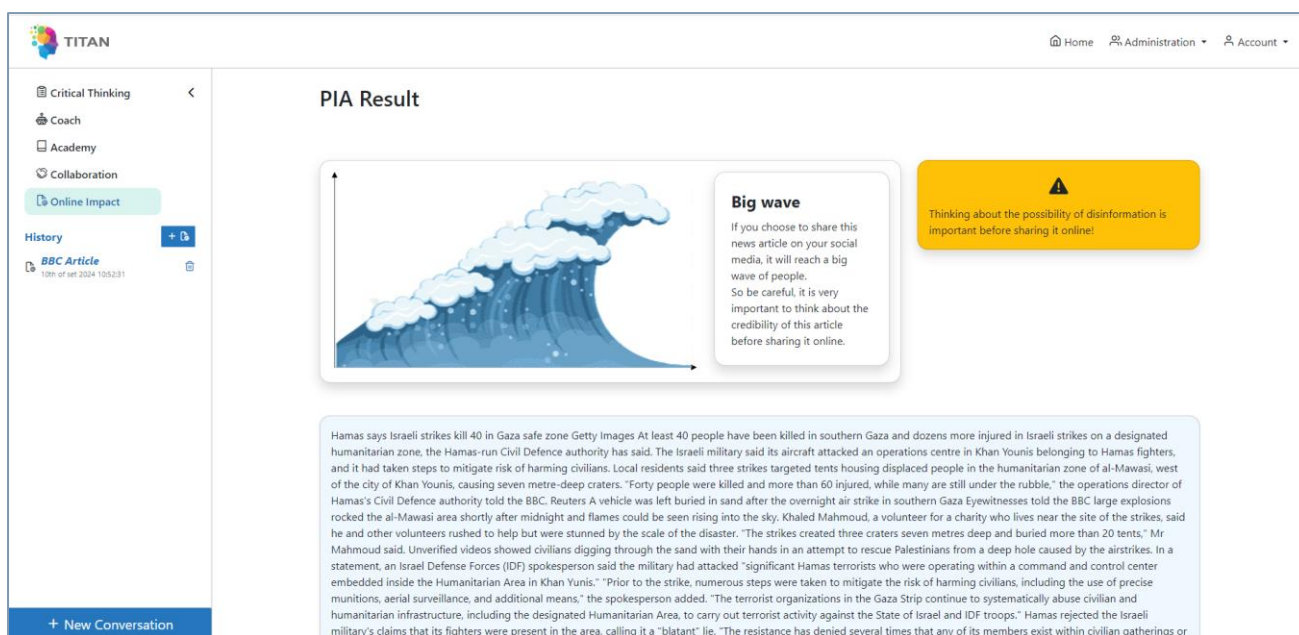 TITAN
Home
Administration
Account
Critical Thinking
Coach
Academy
Collaboration
Online Impact
History
BBC Article
10th of set 2024 10:52:31
+ New Conversation
PIA Result
Big wave
If you choose to share this
news article on your social
media, it will reach a big
wave of people.
So be careful, it is very
important to think about the
credibility of this article
before sharing it online.
Thinking about the possibility of disinformation is
important before sharing it online!
Hamas says Israeli strikes kill 40 in Gaza safe zone Getty Images At least 40 people have been killed in southern Gaza and dozens more injured in Israeli strikes on a designated
humanitarian zone, the Hamas-run Civil Defence authority has said. The Israeli military said its aircraft attacked an operations centre in Khan Younis belonging to Hamas fighters,
and it had taken steps to mitigate risk of harming civilians. Local residents said three strikes targeted tents housing displaced people in the humanitarian zone of al-Mawasi, west
of the city of Khan Younis, causing seven metre-deep craters. "Forty people were killed and more than 60 injured, while many are still under the rubble," the operations director of
Hamas's Civil Defence authority told the BBC. Reuters A vehicle was left buried in sand after the overnight air strike in southern Gaza Eyewitnesses told the BBC large explosions
rocked the al-Mawasi area shortly after midnight and flames could be seen rising into the sky. Khaled Mahmoud, a volunteer for a charity who lives near the site of the strikes, said
he and other volunteers rushed to help but were stunned by the scale of the disaster. "The strikes created three craters seven metres deep and buried more than 20 tents," Mr
Mahmoud said. Unverified videos showed civilians digging through the sand with their hands in an attempt to rescue Palestinians from a deep hole caused by the airstrikes. In a
statement, an Israel Defense Forces (IDF) spokesperson said the military had attacked "significant Hamas terrorists who were operating within a command and control center
embedded inside the Humanitarian Area in Khan Yunis." "Prior to the strike, numerous steps were taken to mitigate the risk of harming civilians, including the use of precise
munitions, aerial surveillance, and additional means," the spokesperson added. "The terrorist organizations in the Gaza Strip continue to systematically abuse civilian and
humanitarian infrastructure, including the designated Humanitarian Area, to carry out terrorist activity against the State of Israel and IDF troops." Hamas rejected the Israeli
military's claims that its fighters were present in the area, calling it a "blatant" lie. "The resistance has denied several times that any of its members exist within civilian gatherings or